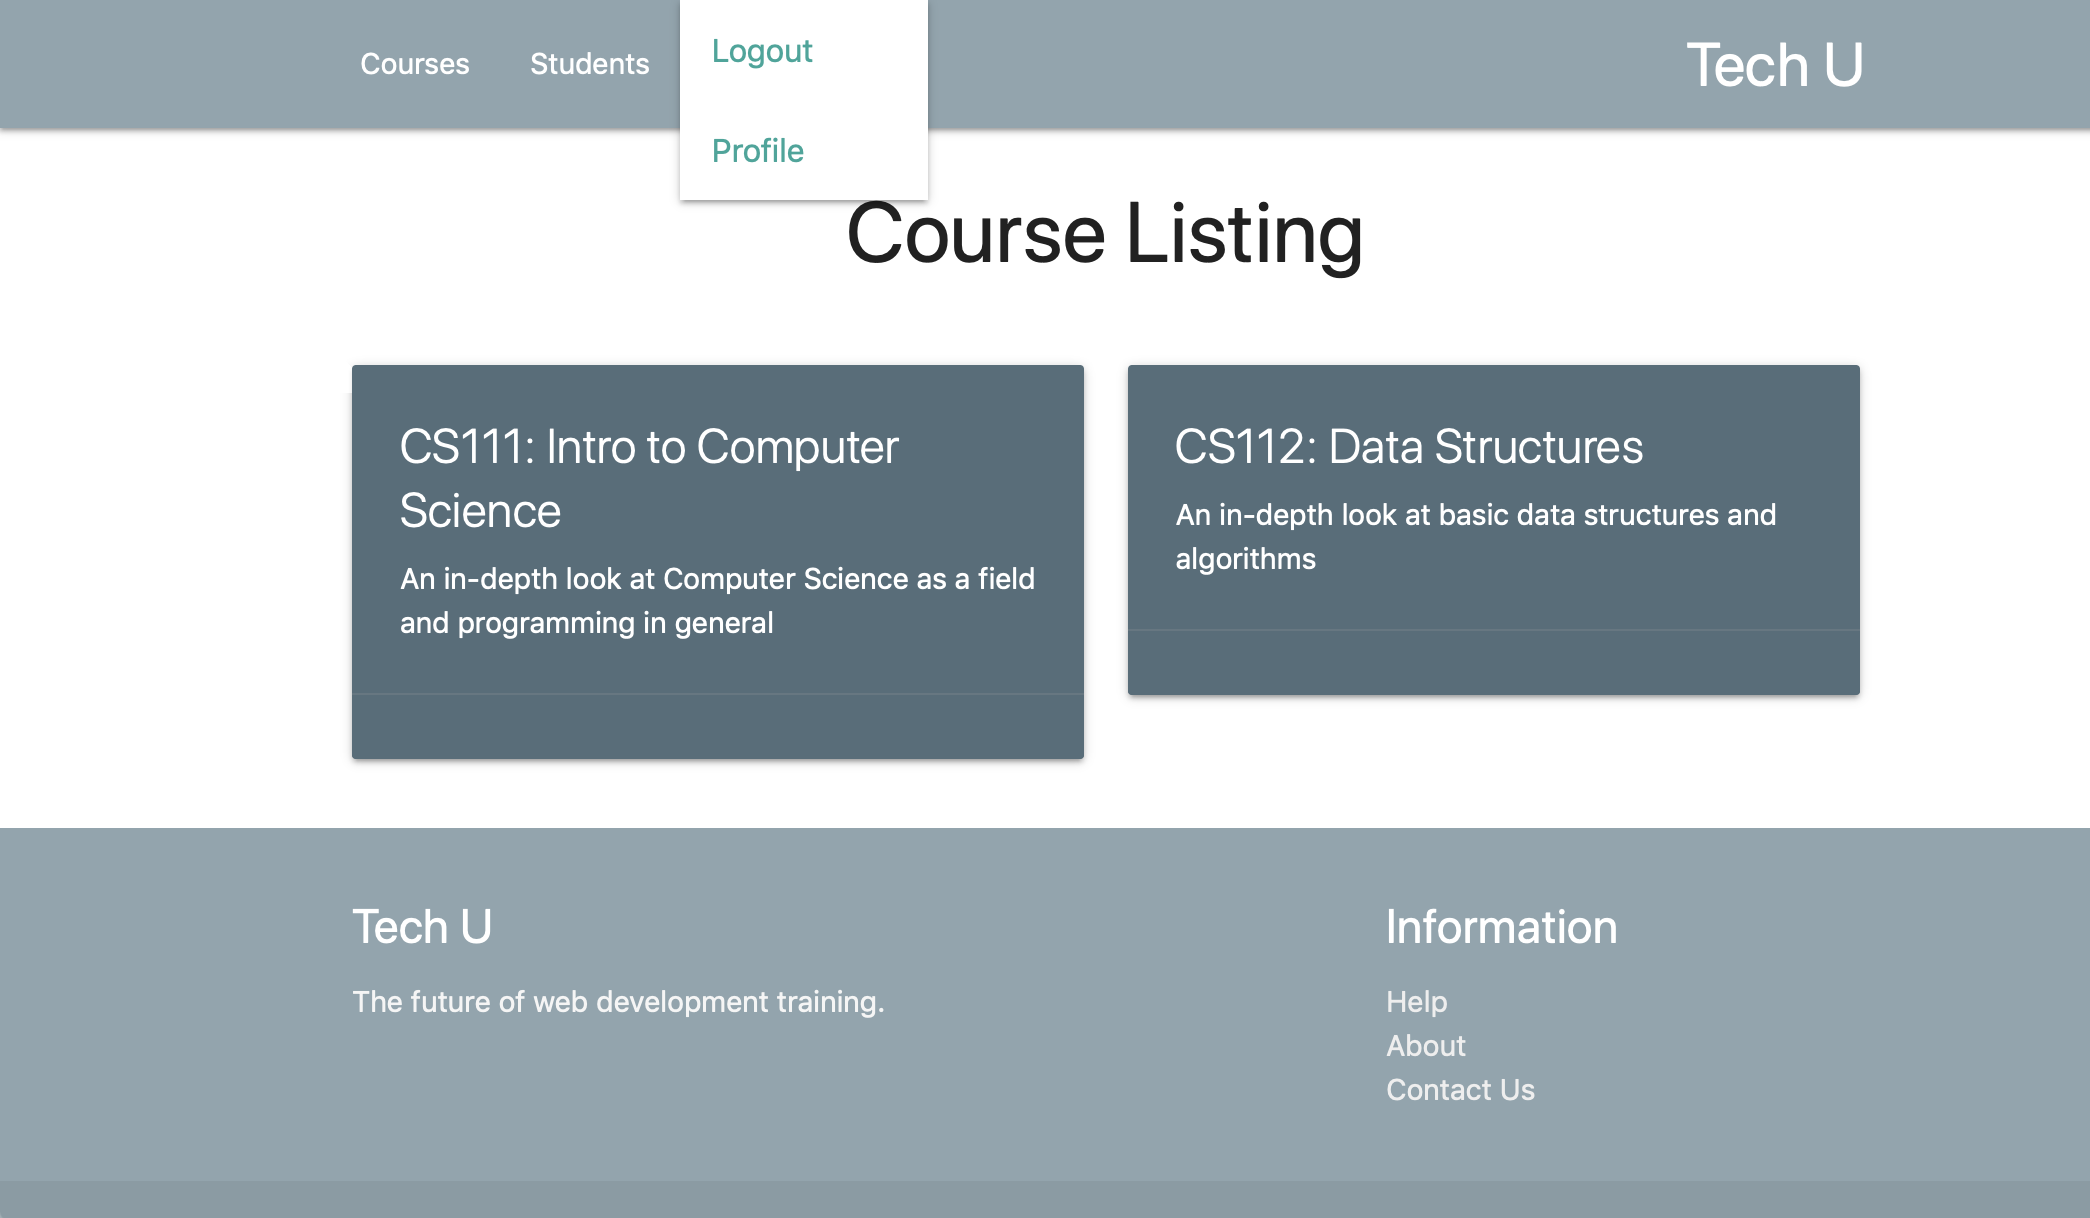 Courses
Students
Logout
Profile
Tech U
Course Listing
CS111: Intro to Computer
Science
An in-depth look at Computer Science as a field
and programming in general
CS112: Data Structures
An in-depth look at basic data structures and
algorithms
Tech U
The future of web development training.
Information
Help
About
Contact Us